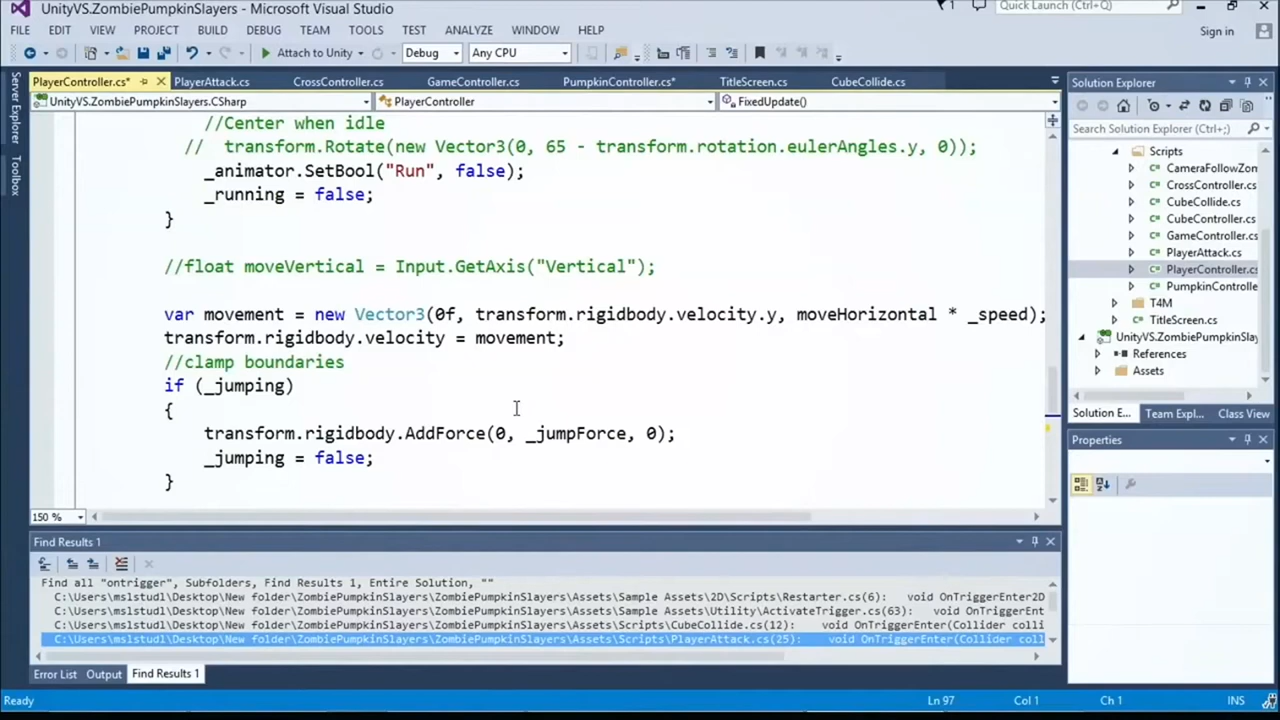 UnityVS.ZombiePumpkinSlayers - Microsoft Visual Studio
Quick Launch (Ctrl+Q)
FILE EDIT VIEW PROJECT BUILD DEBUG TEAM TOOLS TEST ANALYZE WINDOW HELP
Sign in
Attach to Unity Debug Any CPU
Server Explorer
Toolbox
PlayerController.cs* PlayerAttack.cs CrossController.cs GameController.cs PumpkinController.cs* TitleScreen.cs CubeCollide.cs
UnityVS.ZombiePumpkinSlayers.CSharp PlayerController FixedUpdate()
//Center when idle
// transform.Rotate(new Vector3(0, 65 - transform.rotation.eulerAngles.y, 0));
_animator.SetBool("Run", false);
_running = false;
}
//float moveVertical = Input.GetAxis("Vertical");
var movement = new Vector3(0f, transform.rigidbody.velocity.y, moveHorizontal * _speed);
transform.rigidbody.velocity = movement;
//clamp boundaries
if (_jumping)
{
transform.rigidbody.AddForce(0, _jumpForce, 0);
_jumping = false;
}
150 %
Solution Explorer
Search Solution Explorer (Ctrl+;)
Scripts
CameraFollowZon
CrossController.cs
CubeCollide.cs
CubeController.cs
GameController.cs
PlayerAttack.cs
PlayerController.cs
PumpkinControlle
T4M
TitleScreen.cs
UnityVS.ZombiePumpkinSlay
References
Assets
Solution E... Team Expl... Class View
Properties
Find Results 1
Find all "ontrigger", Subfolders, Find Results 1, Entire Solution, ""
C:\Users\mslstudl\Desktop\New folder\ZombiePumpkinSlayers\Assets\Sample Assets\2D\Scripts\Restarter.cs(6): void OnTriggerEnter2D
C:\Users\mslstudl\Desktop\New folder\ZombiePumpkinSlayers\Assets\Sample Assets\Utility\ActivateTrigger.cs(63): void OnTriggerEnt
C:\Users\mslstudl\Desktop\New folder\ZombiePumpkinSlayers\Assets\Scripts\CubeCollide.cs(12): void OnTriggerEnter(Collider colli
C:\Users\mslstudl\Desktop\New folder\ZombiePumpkinSlayers\Assets\Scripts\PlayerAttack.cs(25): void OnTriggerEnter(Collider coll
Error List Output Find Results 1
Ready Ln 97 Col 1 Ch 1 INS